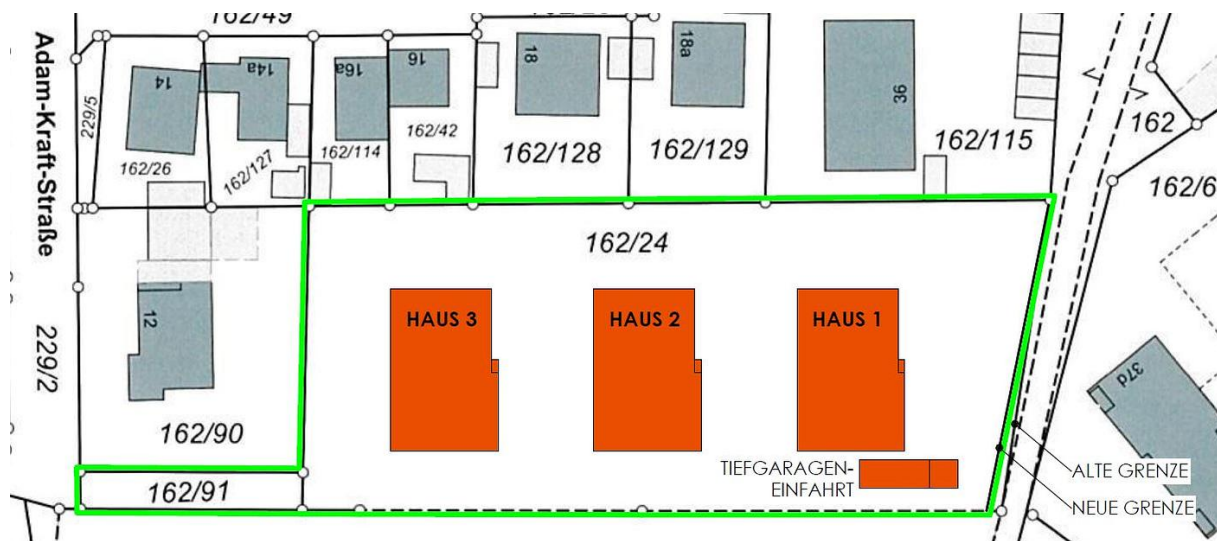 162/49
Adam-Kraft-Straße
229/5
14
14a
16a
16
18
18a
36
162
162/26
162/127
162/114
162/42
162/128
162/129
162/115
162/6
162/24
229/2
12
HAUS 3
HAUS 2
HAUS 1
37d
162/90
162/91
TIEFGARAGEN-
EINFAHRT
ALTE GRENZE
NEUE GRENZE